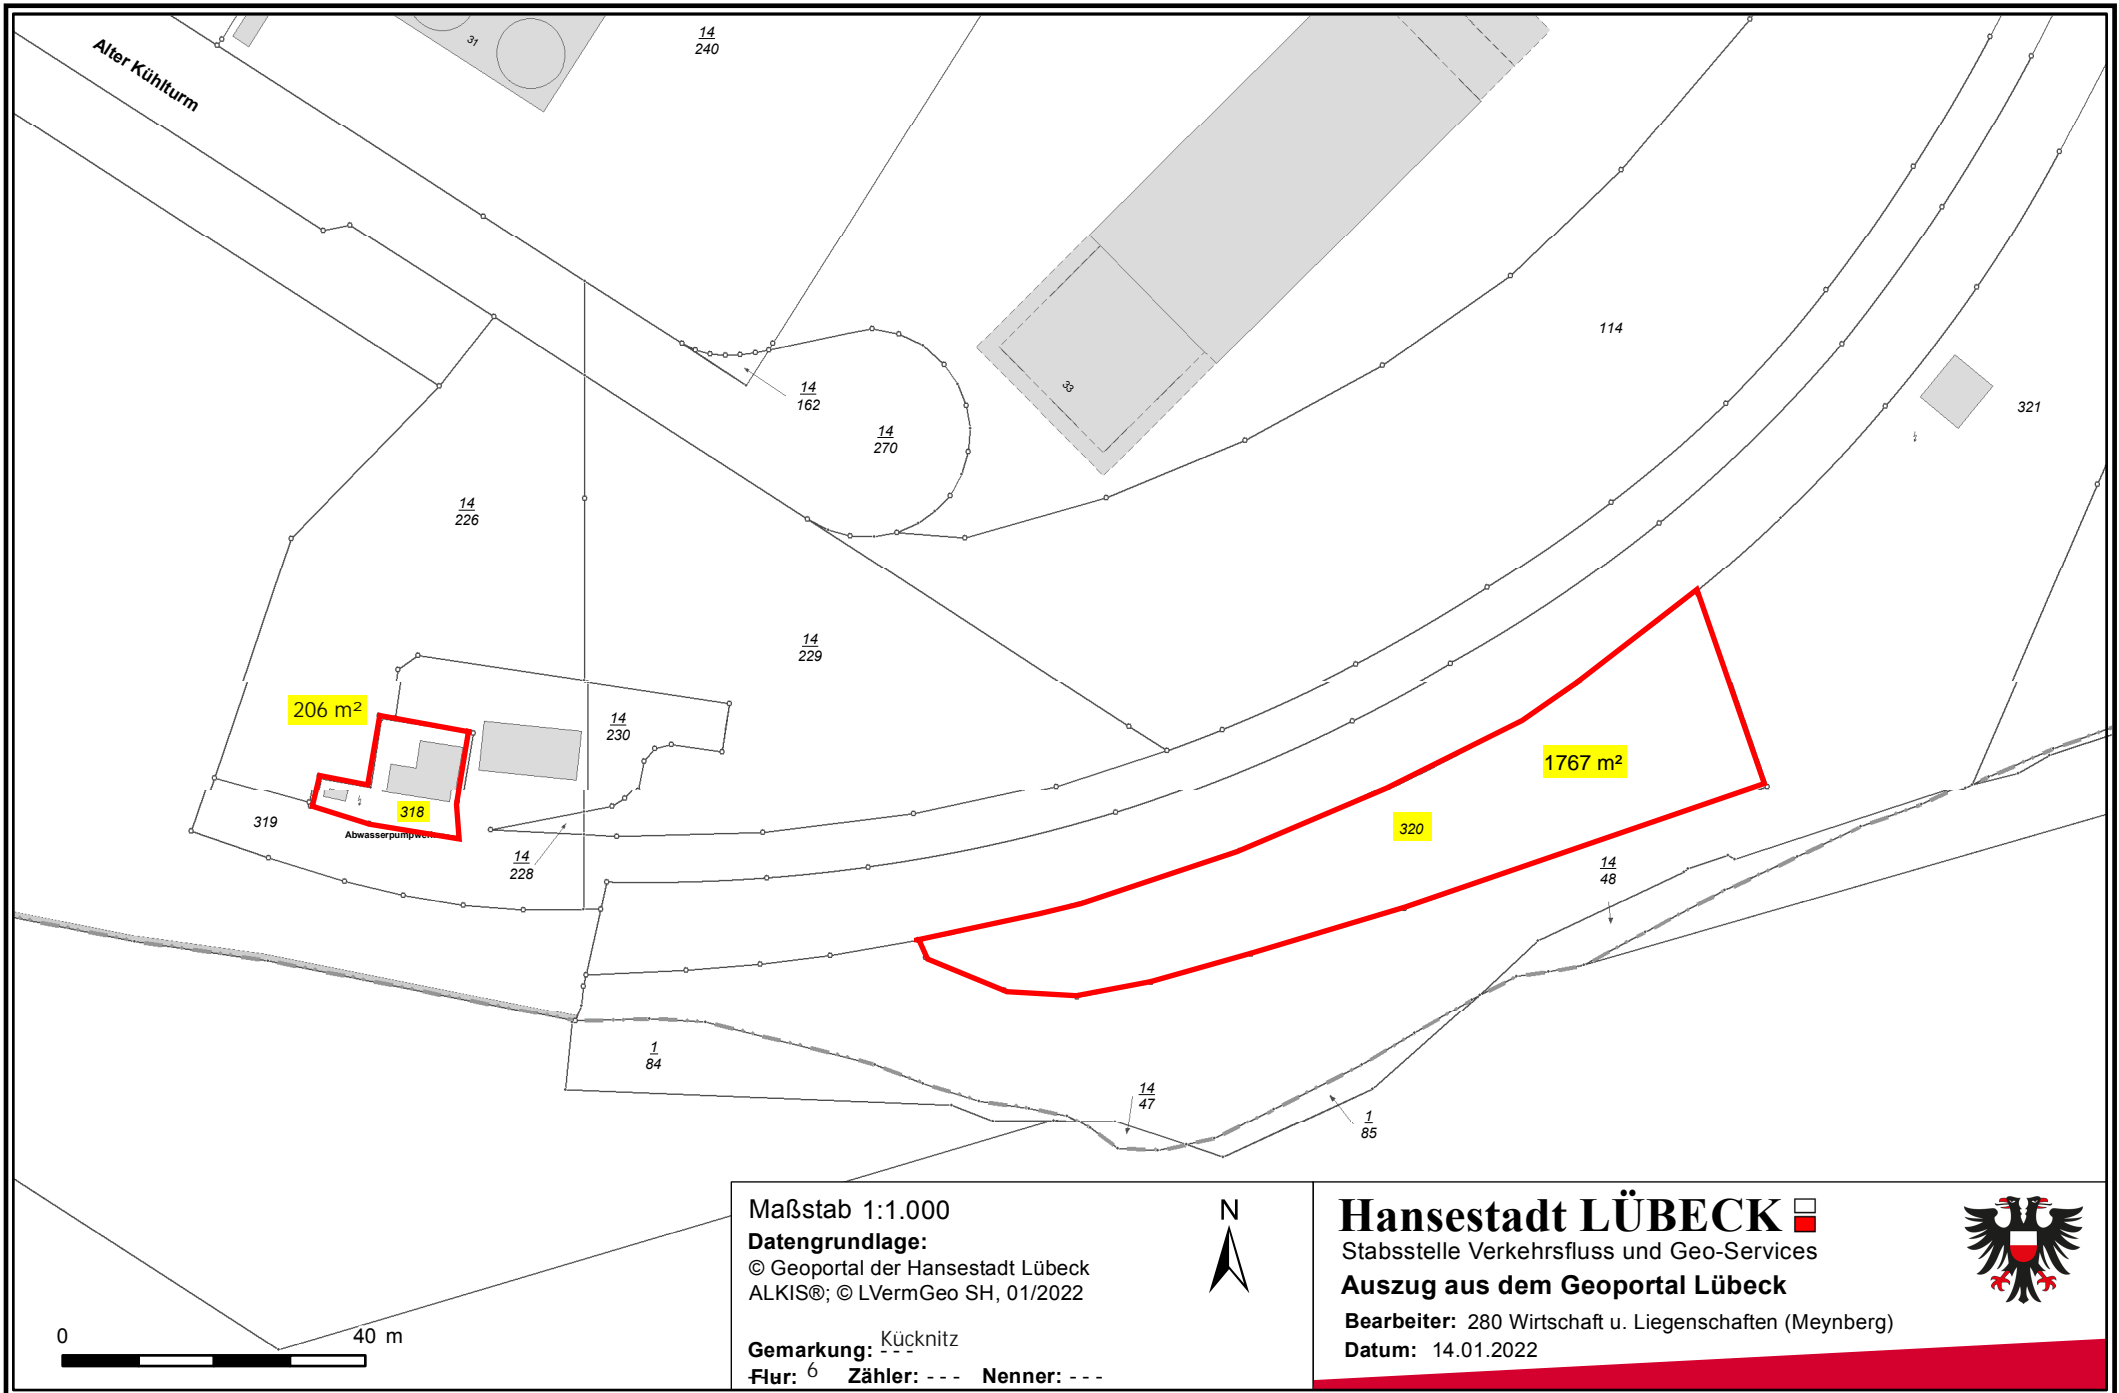 Alter Kühlturm
31
14
240
14
162
14
270
33
114
321
14
226
14
229
206 m²
14
230
318
319
Abwasserpumpwerk
14
228
1767 m²
320
14
48
1
84
14
47
1
85
0 40 m
Maßstab 1:1.000
Datengrundlage:
© Geoportal der Hansestadt Lübeck
ALKIS®; © LVermGeo SH, 01/2022
Gemarkung: Kücknitz
- - -
Flur: 6 Zähler: - - - Nenner: - - -
N
Hansestadt LÜBECK
Stabsstelle Verkehrsfluss und Geo-Services
Auszug aus dem Geoportal Lübeck
Bearbeiter: 280 Wirtschaft u. Liegenschaften (Meynberg)
Datum: 14.01.2022